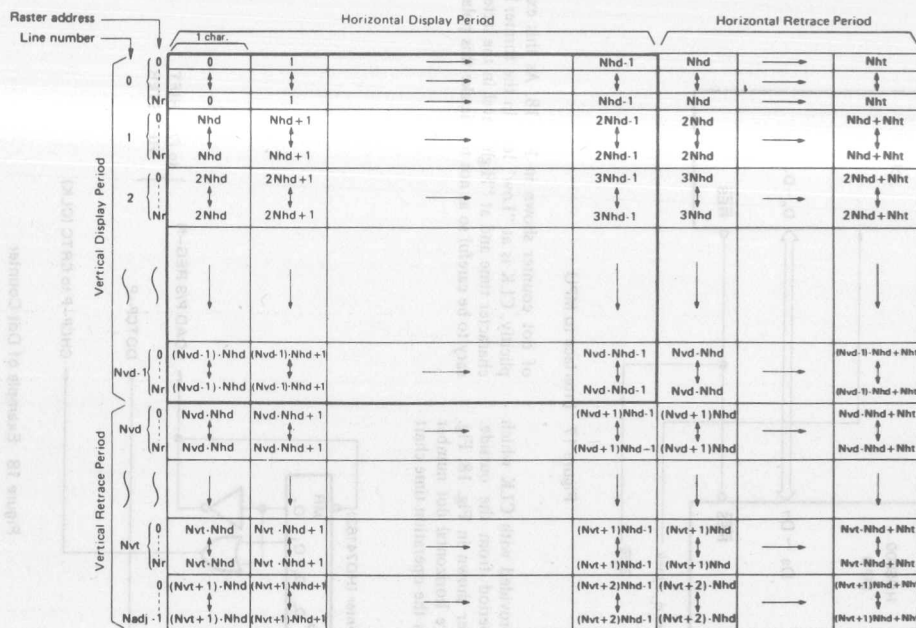 Raster address
Line number
Horizontal Display Period
Horizontal Retrace Period
1 char.
0 0 0 1 Nhd-1 Nhd Nht
Nr 0 1 Nhd-1 Nhd Nht
1 0 Nhd Nhd+1 2Nhd-1 2Nhd Nhd+Nht
Nr Nhd Nhd+1 2Nhd-1 2Nhd Nhd+Nht
2 0 2Nhd 2Nhd+1 3Nhd-1 3Nhd 2Nhd+Nht
Nr 2Nhd 2Nhd+1 3Nhd-1 3Nhd 2Nhd+Nht
Vertical Display Period
Nvd-1 0 (Nvd-1)·Nhd (Nvd-1)·Nhd+1 Nvd·Nhd-1 Nvd·Nhd (Nvd-1)·Nhd+Nht
Nr (Nvd-1)·Nhd (Nvd-1)·Nhd+1 Nvd·Nhd-1 Nvd·Nhd (Nvd-1)·Nhd+Nht
Nvd 0 Nvd·Nhd Nvd·Nhd+1 (Nvd+1)Nhd-1 (Nvd+1)Nhd Nvd·Nhd+Nht
Nr Nvd·Nhd Nvd·Nhd+1 (Nvd+1)Nhd-1 (Nvd+1)Nhd Nvd·Nhd+Nht
Vertical Retrace Period
Nvt 0 Nvt·Nhd Nvt·Nhd+1 (Nvt+1)Nhd-1 (Nvt+1)Nhd Nvt·Nhd+Nht
Nr Nvt·Nhd Nvt·Nhd+1 (Nvt+1)Nhd-1 (Nvt+1)Nhd Nvt·Nhd+Nht
0 (Nvt+1)·Nhd (Nvt+1)·Nhd+1 (Nvt+2)Nhd-1 (Nvt+2)·Nhd (Nvt+1)Nhd+Nht
Nadj-1 (Nvt+1)·Nhd (Nvt+1)·Nhd+1 (Nvt+2)Nhd-1 (Nvt+2)·Nhd (Nvt+1)Nhd+Nht